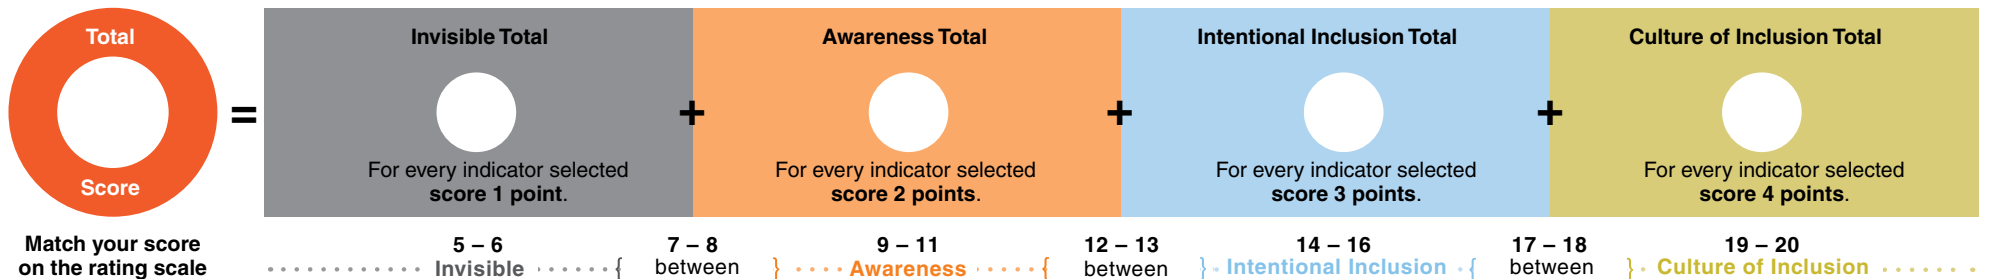 Total
Score
Match your score
on the rating scale
=
Invisible Total
For every indicator selected
score 1 point.
+
Awareness Total
For every indicator selected
score 2 points.
+
Intentional Inclusion Total
For every indicator selected
score 3 points.
+
Culture of Inclusion Total
For every indicator selected
score 4 points.
5 – 6
Invisible
7 – 8
between
9 – 11
Awareness
12 – 13
between
14 – 16
Intentional Inclusion
17 – 18
between
19 – 20
Culture of Inclusion